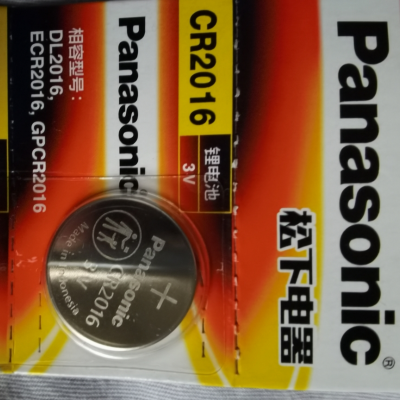 Panasonic®
松下电器
CR2016
锂电池
3V
Panasonic
相容型号：
DL2016,
ECR2016, GPCR2016
+
Panasonic
CR2016
3V
Made in Indonesia